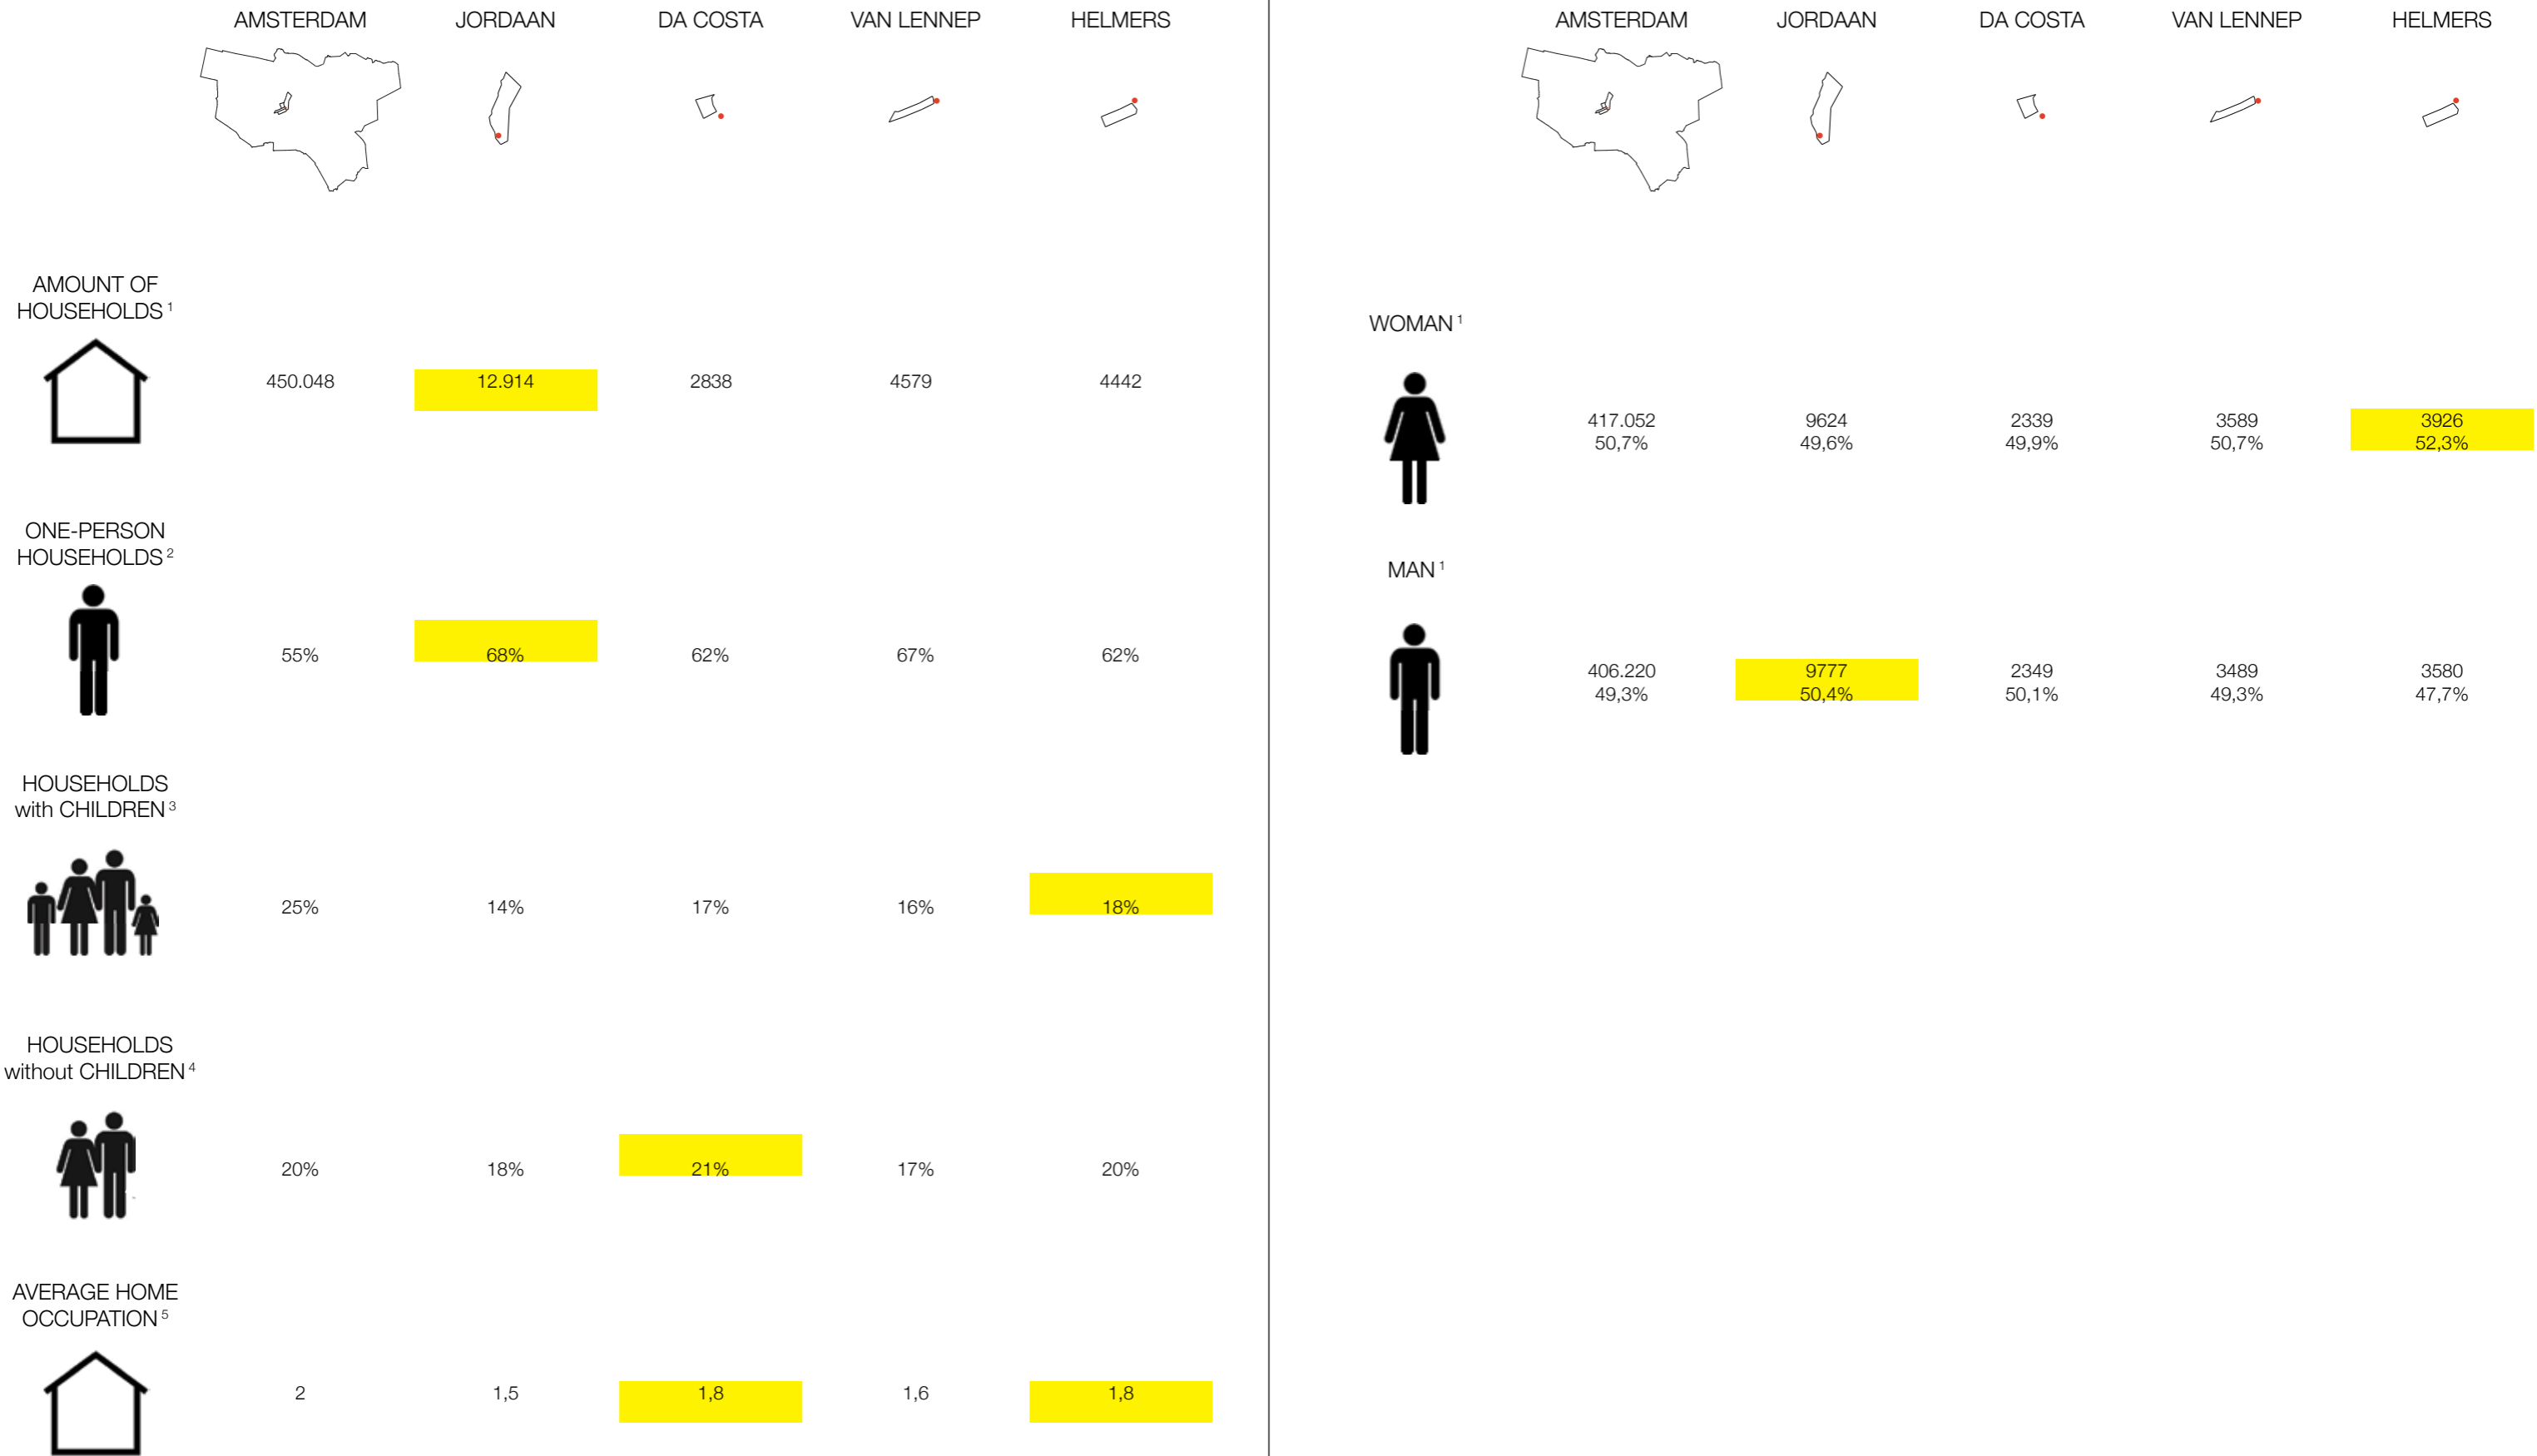 AMSTERDAM JORDAAN DA COSTA VAN LENNEP HELMERS
AMOUNT OF
HOUSEHOLDS 1
450.048 12.914 2838 4579 4442
ONE-PERSON
HOUSEHOLDS 2
55% 68% 62% 67% 62%
HOUSEHOLDS
with CHILDREN 3
25% 14% 17% 16% 18%
HOUSEHOLDS
without CHILDREN 4
20% 18% 21% 17% 20%
AVERAGE HOME
OCCUPATION 5
2 1,5 1,8 1,6 1,8
AMSTERDAM JORDAAN DA COSTA VAN LENNEP HELMERS
WOMAN 1
417.052 9624 2339 3589 3926
50,7% 49,6% 49,9% 50,7% 52,3%
MAN 1
406.220 9777 2349 3489 3580
49,3% 50,4% 50,1% 49,3% 47,7%